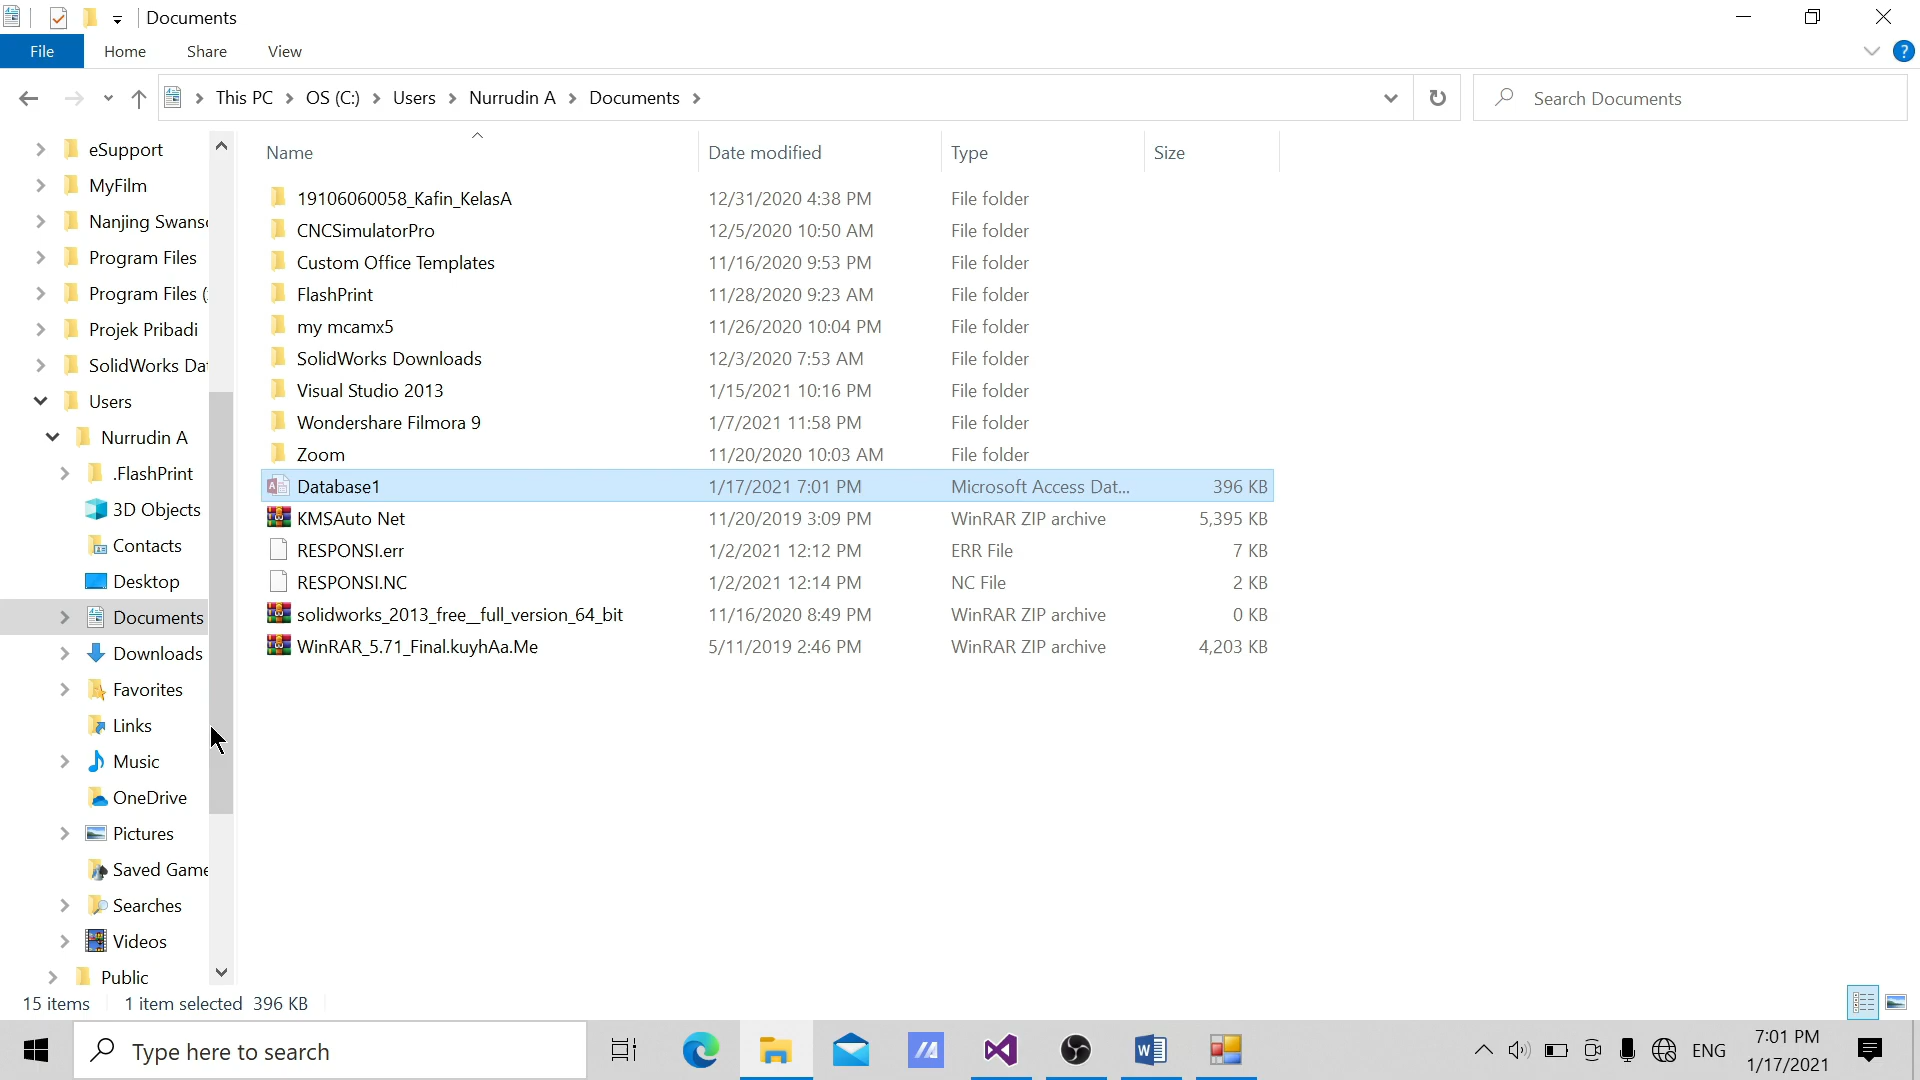 Documents
File Home Share View
This PC OS (C:) Users Nurrudin A Documents
Search Documents
eSupport
MyFilm
Nanjing Swans
Program Files
Program Files (
Projek Pribadi
SolidWorks Da
Users
Nurrudin A
.FlashPrint
3D Objects
Contacts
Desktop
Documents
Downloads
Favorites
Links
Music
OneDrive
Pictures
Saved Game
Searches
Videos
Public
Name Date modified Type Size
19106060058_Kafin_KelasA 12/31/2020 4:38 PM File folder
CNCSimulatorPro 12/5/2020 10:50 AM File folder
Custom Office Templates 11/16/2020 9:53 PM File folder
FlashPrint 11/28/2020 9:23 AM File folder
my mcamx5 11/26/2020 10:04 PM File folder
SolidWorks Downloads 12/3/2020 7:53 AM File folder
Visual Studio 2013 1/15/2021 10:16 PM File folder
Wondershare Filmora 9 1/7/2021 11:58 PM File folder
Zoom 11/20/2020 10:03 AM File folder
Database1 1/17/2021 7:01 PM Microsoft Access Dat... 396 KB
KMSAuto Net 11/20/2019 3:09 PM WinRAR ZIP archive 5,395 KB
RESPONSI.err 1/2/2021 12:12 PM ERR File 7 KB
RESPONSI.NC 1/2/2021 12:14 PM NC File 2 KB
solidworks_2013_free__full_version_64_bit 11/16/2020 8:49 PM WinRAR ZIP archive 0 KB
WinRAR_5.71_Final.kuyhAa.Me 5/11/2019 2:46 PM WinRAR ZIP archive 4,203 KB
15 items 1 item selected 396 KB
Type here to search
ENG
7:01 PM
1/17/2021